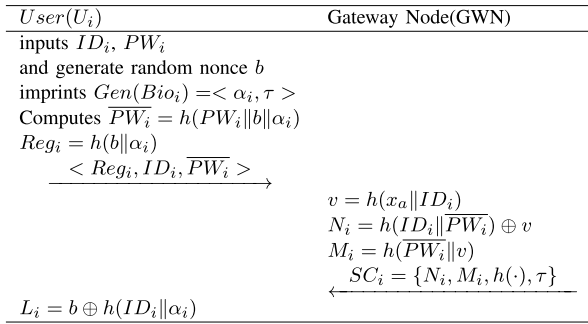 User(U_i) Gateway Node(GWN)
inputs ID_i, PW_i
and generate random nonce b
imprints Gen(Bio_i) =< α_i, τ >
Computes \overline{PW_i} = h(PW_i‖b‖α_i)
Reg_i = h(b‖α_i)
< Reg_i, ID_i, \overline{PW_i} >
v = h(x_a‖ID_i)
N_i = h(ID_i‖\overline{PW_i}) ⊕ v
M_i = h(\overline{PW_i}‖v)
SC_i = {N_i, M_i, h(·), τ}
L_i = b ⊕ h(ID_i‖α_i)